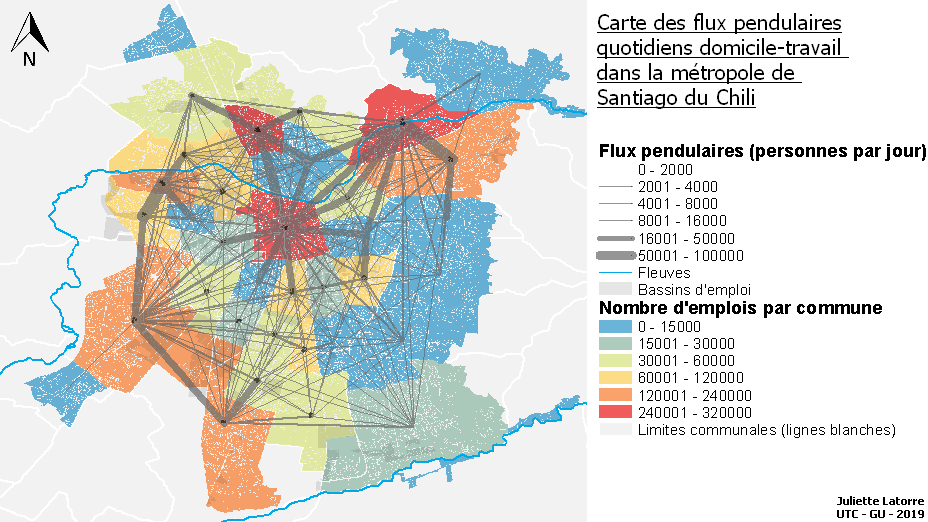 N
Carte des flux pendulaires
quotidiens domicile-travail
dans la métropole de
Santiago du Chili
Flux pendulaires (personnes par jour)
0 - 2000
2001 - 4000
4001 - 8000
8001 - 16000
16001 - 50000
50001 - 100000
Fleuves
Bassins d'emploi
Nombre d'emplois par commune
0 - 15000
15001 - 30000
30001 - 60000
60001 - 120000
120001 - 240000
240001 - 320000
Limites communales (lignes blanches)
Juliette Latorre
UTC - GU - 2019